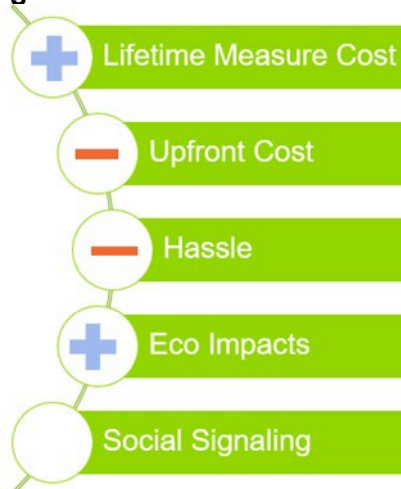 Lifetime Measure Cost
Upfront Cost
Hassle
Eco Impacts
Social Signaling